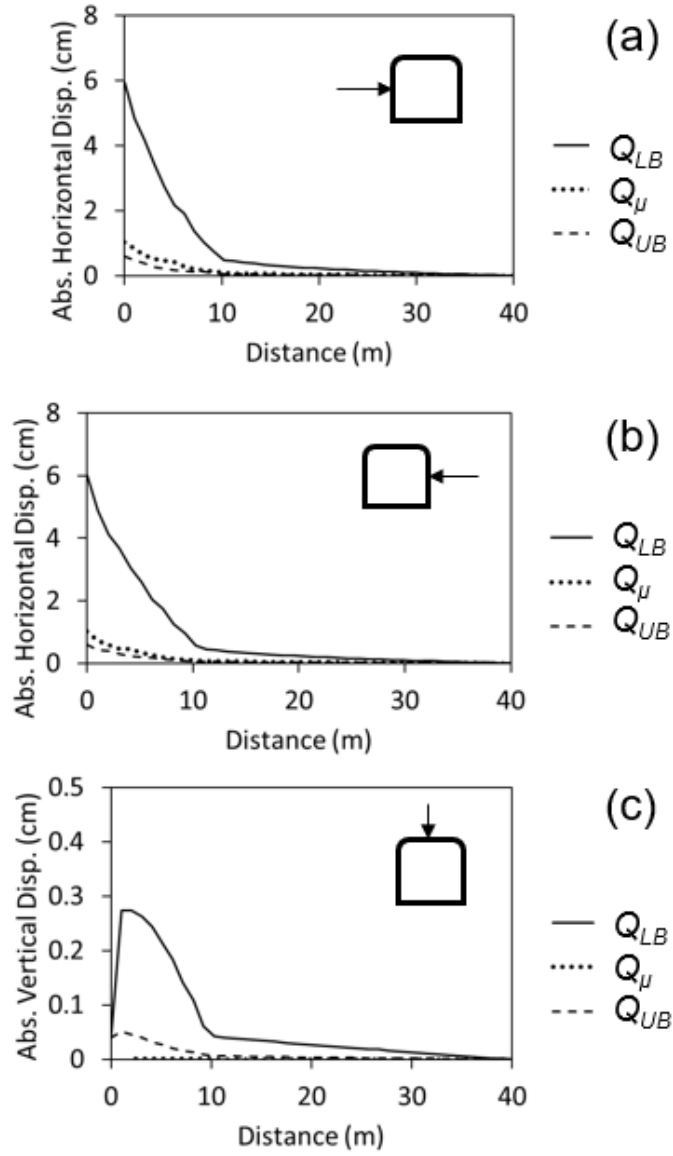 (a)
Abs. Horizontal Disp. (cm)
8
6
4
2
0
0 10 20 30 40
Distance (m)
Q_LB
Q_μ
Q_UB
(b)
Abs. Horizontal Disp. (cm)
8
6
4
2
0
0 10 20 30 40
Distance (m)
Q_LB
Q_μ
Q_UB
(c)
Abs. Vertical Disp. (cm)
0.5
0.4
0.3
0.2
0.1
0
0 10 20 30 40
Distance (m)
Q_LB
Q_μ
Q_UB